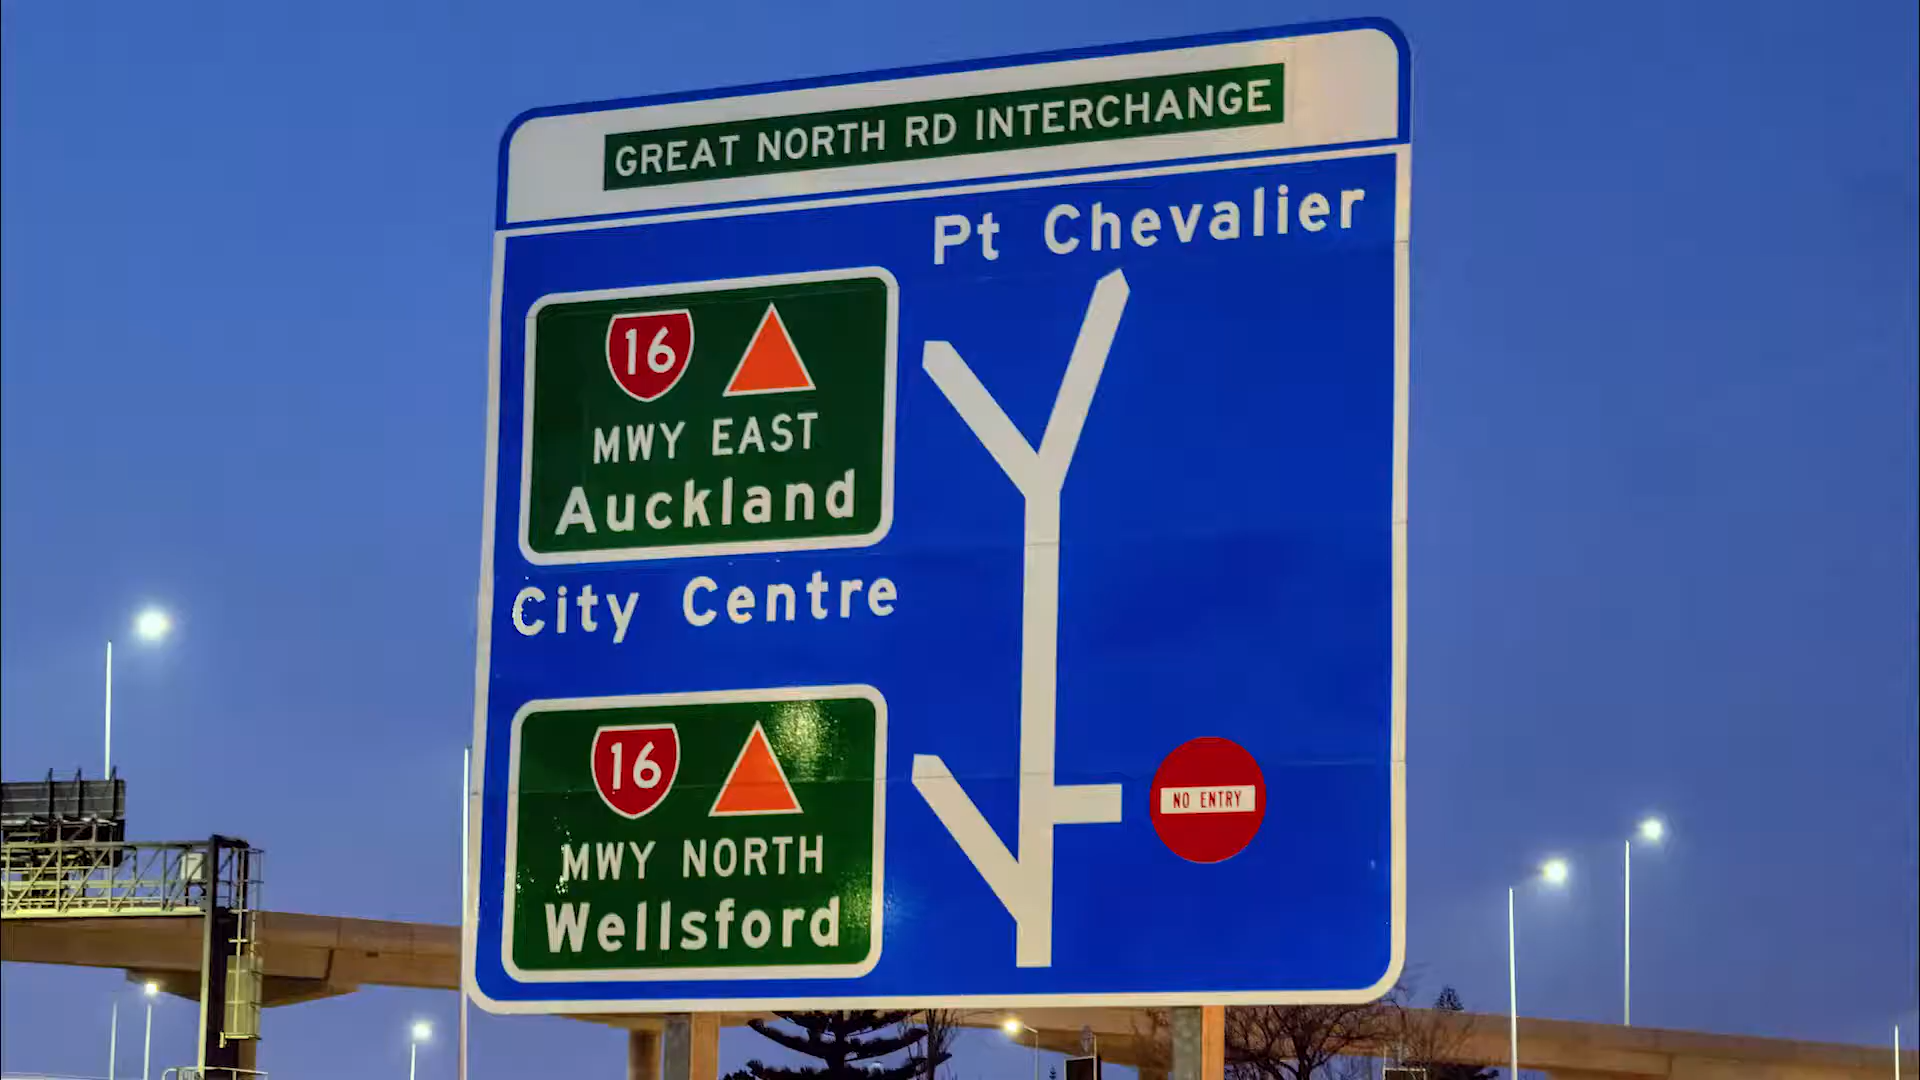 GREAT NORTH RD INTERCHANGE
Pt Chevalier
16
MWY EAST
Auckland
City Centre
16
MWY NORTH
Wellsford
NO ENTRY